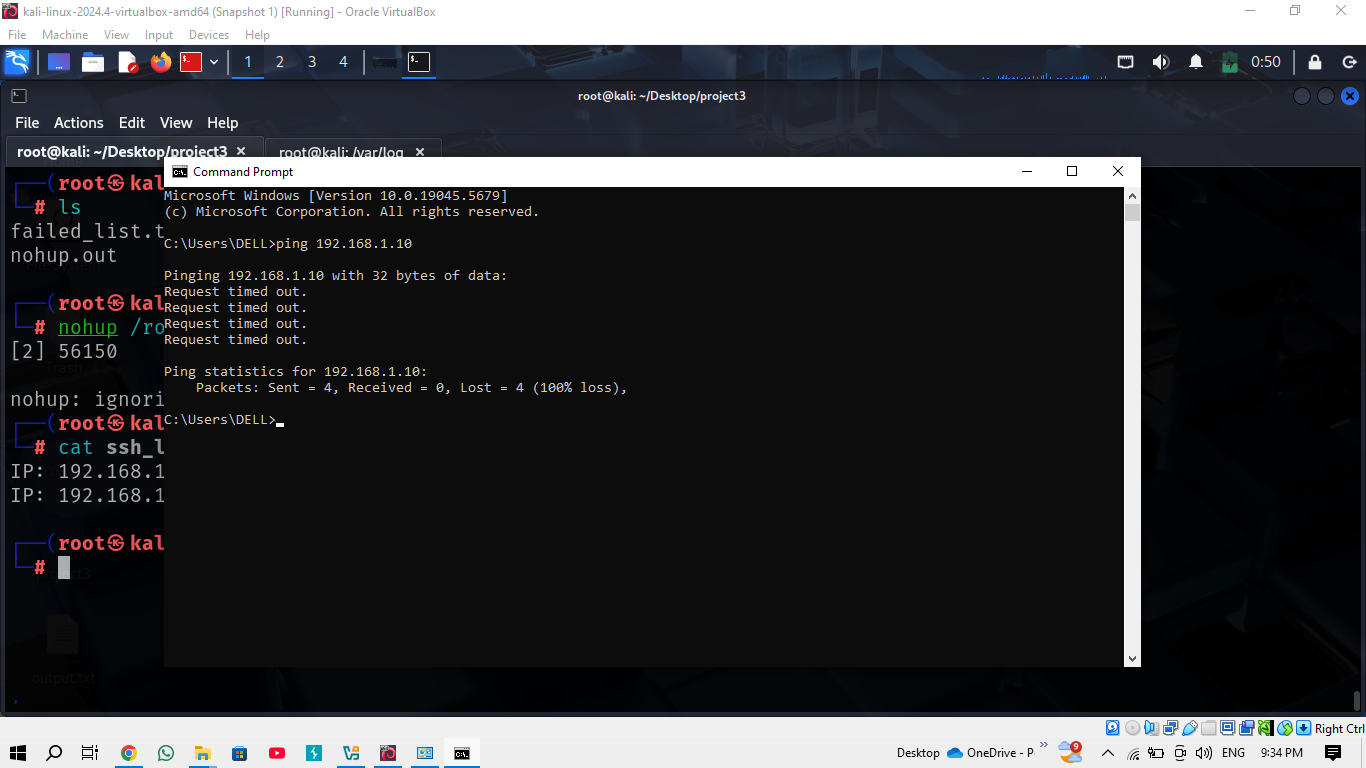 kali-linux-2024.4-virtualbox-amd64 (Snapshot 1) [Running] - Oracle VirtualBox
File Machine View Input Devices Help
1 2 3 4 0:50
root@kali: ~/Desktop/project3
File Actions Edit View Help
root@kali: ~/Desktop/project3 root@kali: /var/log
Command Prompt
Microsoft Windows [Version 10.0.19045.5679]
(c) Microsoft Corporation. All rights reserved.
C:\Users\DELL>ping 192.168.1.10
Pinging 192.168.1.10 with 32 bytes of data:
Request timed out.
Request timed out.
Request timed out.
Request timed out.
Ping statistics for 192.168.1.10:
Packets: Sent = 4, Received = 0, Lost = 4 (100% loss),
C:\Users\DELL>
(root㉿kal
# ls
failed_list.t
nohup.out
(root㉿kal
# nohup /ro
[2] 56150
nohup: ignori
(root㉿kal
# cat ssh_l
IP: 192.168.1
IP: 192.168.1
(root㉿kal
#
output.txt
Right Ctrl
Desktop OneDrive - P 9 ENG 9:34 PM